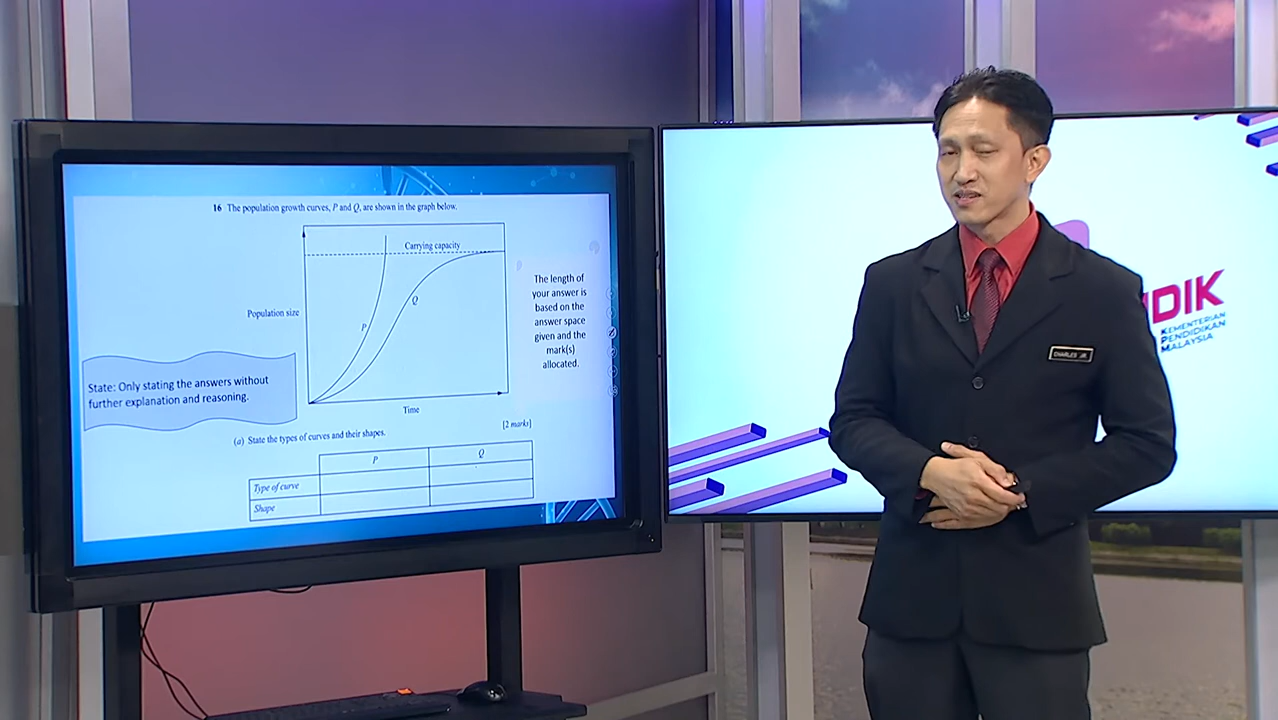 16 The population growth curves, P and Q, are shown in the graph below.
Carrying capacity
Q
P
Population size
Time
The length of
your answer is
based on the
answer space
given and the
mark(s)
allocated.
State: Only stating the answers without
further explanation and reasoning.
[2 marks]
(a) State the types of curves and their shapes.
P Q
Type of curve
Shape
DIK
KEMENTERIAN
PENDIDIKAN
MALAYSIA
CHARLES JR.